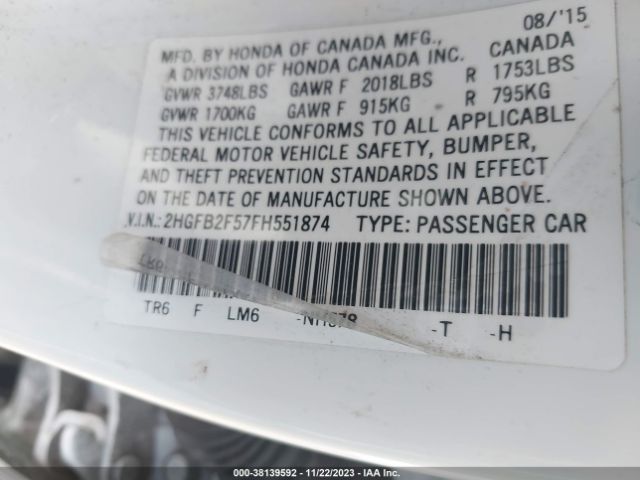 08/'15
MFD. BY HONDA OF CANADA MFG., CANADA
A DIVISION OF HONDA CANADA INC.
GVWR 3748LBS GAWR F 2018LBS R 1753LBS
GVWR 1700KG GAWR F 915KG R 795KG
THIS VEHICLE CONFORMS TO ALL APPLICABLE
FEDERAL MOTOR VEHICLE SAFETY, BUMPER,
AND THEFT PREVENTION STANDARDS IN EFFECT
ON THE DATE OF MANUFACTURE SHOWN ABOVE.
V.I.N.: 2HGFB2F57FH551874 TYPE: PASSENGER CAR
TR6 F LM6 -T -H
000-38139592 - 11/22/2023 - IAA Inc.